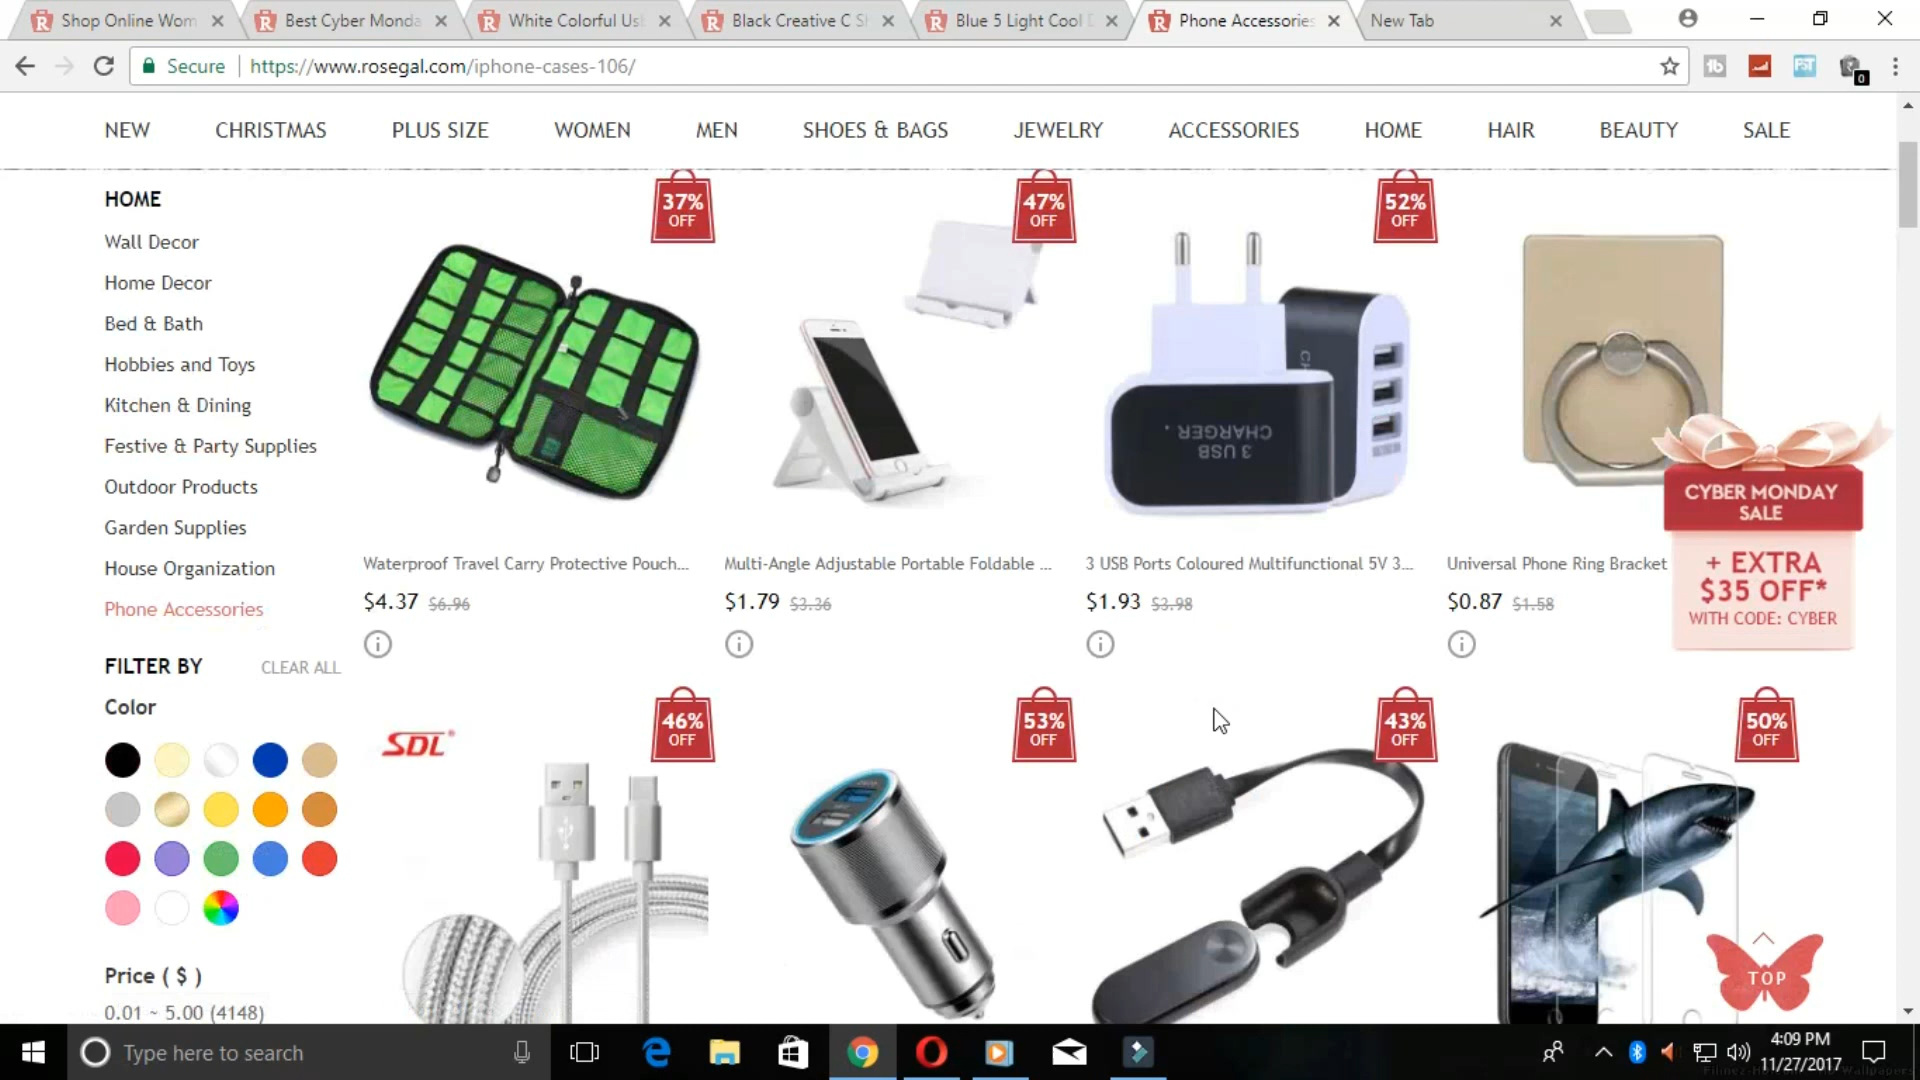 Shop Online Wom
Best Cyber Monda
White Colorful Us
Black Creative C S
Blue 5 Light Cool D
Phone Accessories
New Tab
Secure
https://www.rosegal.com/iphone-cases-106/
0
NEW
CHRISTMAS
PLUS SIZE
WOMEN
MEN
SHOES & BAGS
JEWELRY
ACCESSORIES
HOME
HAIR
BEAUTY
SALE
HOME
Wall Decor
Home Decor
Bed & Bath
Hobbies and Toys
Kitchen & Dining
Festive & Party Supplies
Outdoor Products
Garden Supplies
House Organization
Phone Accessories
FILTER BY
CLEAR ALL
Color
Price ( $ )
0.01 ~ 5.00 (4148)
37%
OFF
47%
OFF
52%
OFF
3 USB
CHARGER.
Waterproof Travel Carry Protective Pouch...
$4.37 $6.96
Multi-Angle Adjustable Portable Foldable ...
$1.79 $3.36
3 USB Ports Coloured Multifunctional 5V 3...
$1.93 $3.98
Universal Phone Ring Bracket
$0.87 $1.58
CYBER MONDAY
SALE
+ EXTRA
$35 OFF*
WITH CODE: CYBER
SDL
46%
OFF
53%
OFF
43%
OFF
50%
OFF
TOP
Type here to search
4:09 PM
11/27/2017